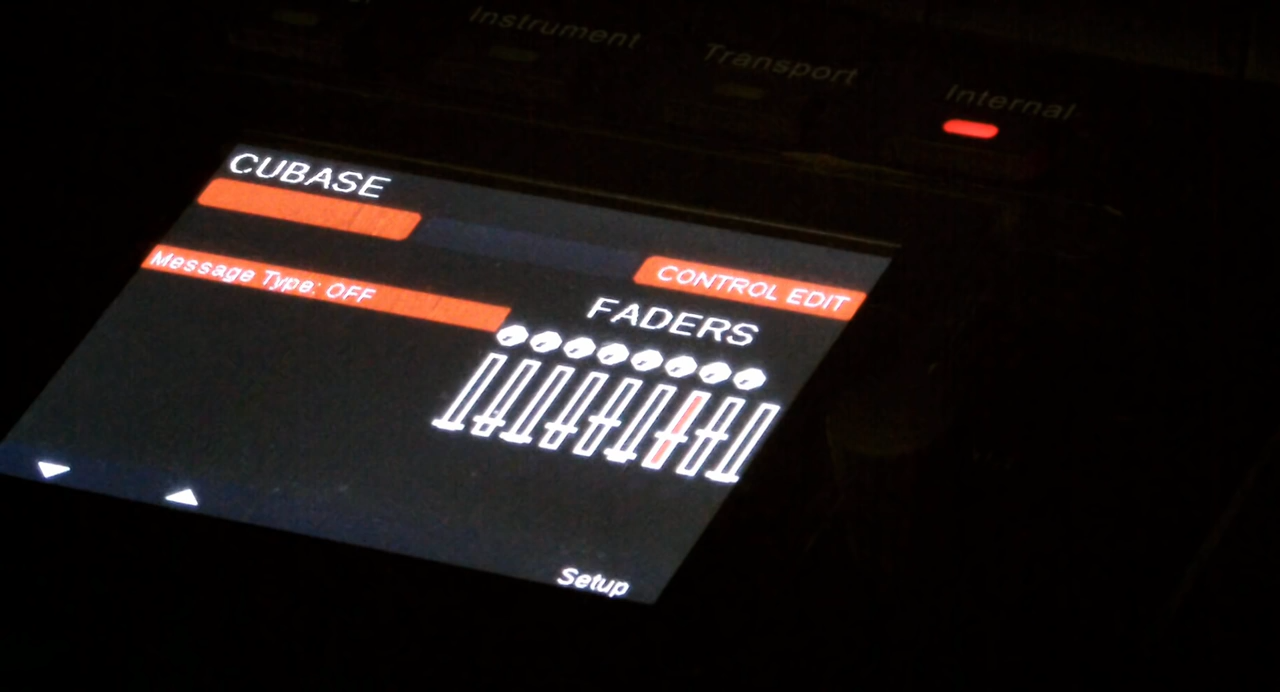 Instrument
Transport
Internal
CUBASE
CONTROL EDIT
Message Type: OFF
FADERS
Setup